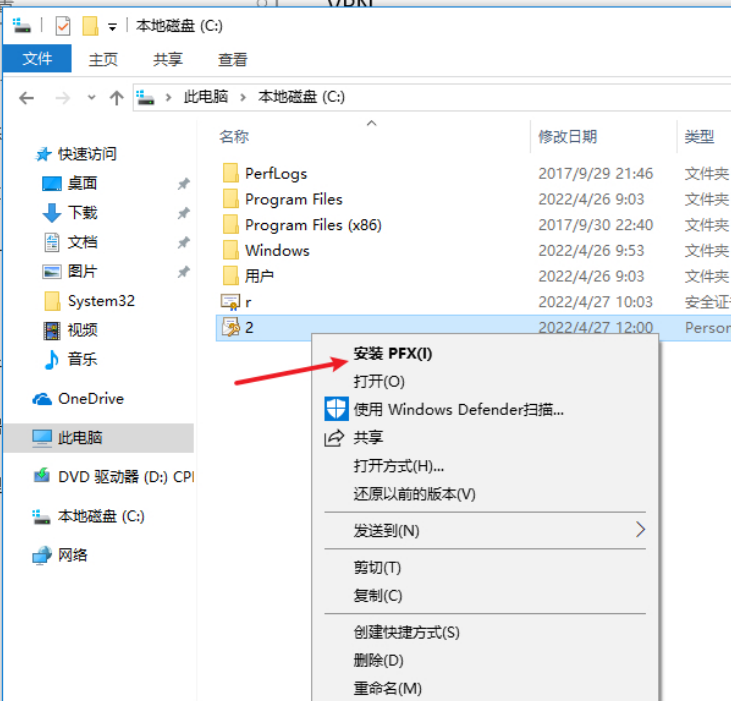 本地磁盘 (C:)
文件 主页 共享 查看
此电脑 本地磁盘 (C:)
名称 修改日期 类型
快速访问
桌面
下载
文档
图片
System32
视频
音乐
OneDrive
此电脑
DVD 驱动器 (D:) CPI
本地磁盘 (C:)
网络
PerfLogs 2017/9/29 21:46 文件夹
Program Files 2022/4/26 9:03 文件夹
Program Files (x86) 2017/9/30 22:40 文件夹
Windows 2022/4/26 9:53 文件夹
用户 2022/4/26 9:03 文件夹
r 2022/4/27 10:03 安全证
2 2022/4/27 12:00 Person
安装 PFX(I)
打开(O)
使用 Windows Defender扫描...
共享
打开方式(H)...
还原以前的版本(V)
发送到(N)
剪切(T)
复制(C)
创建快捷方式(S)
删除(D)
重命名(M)